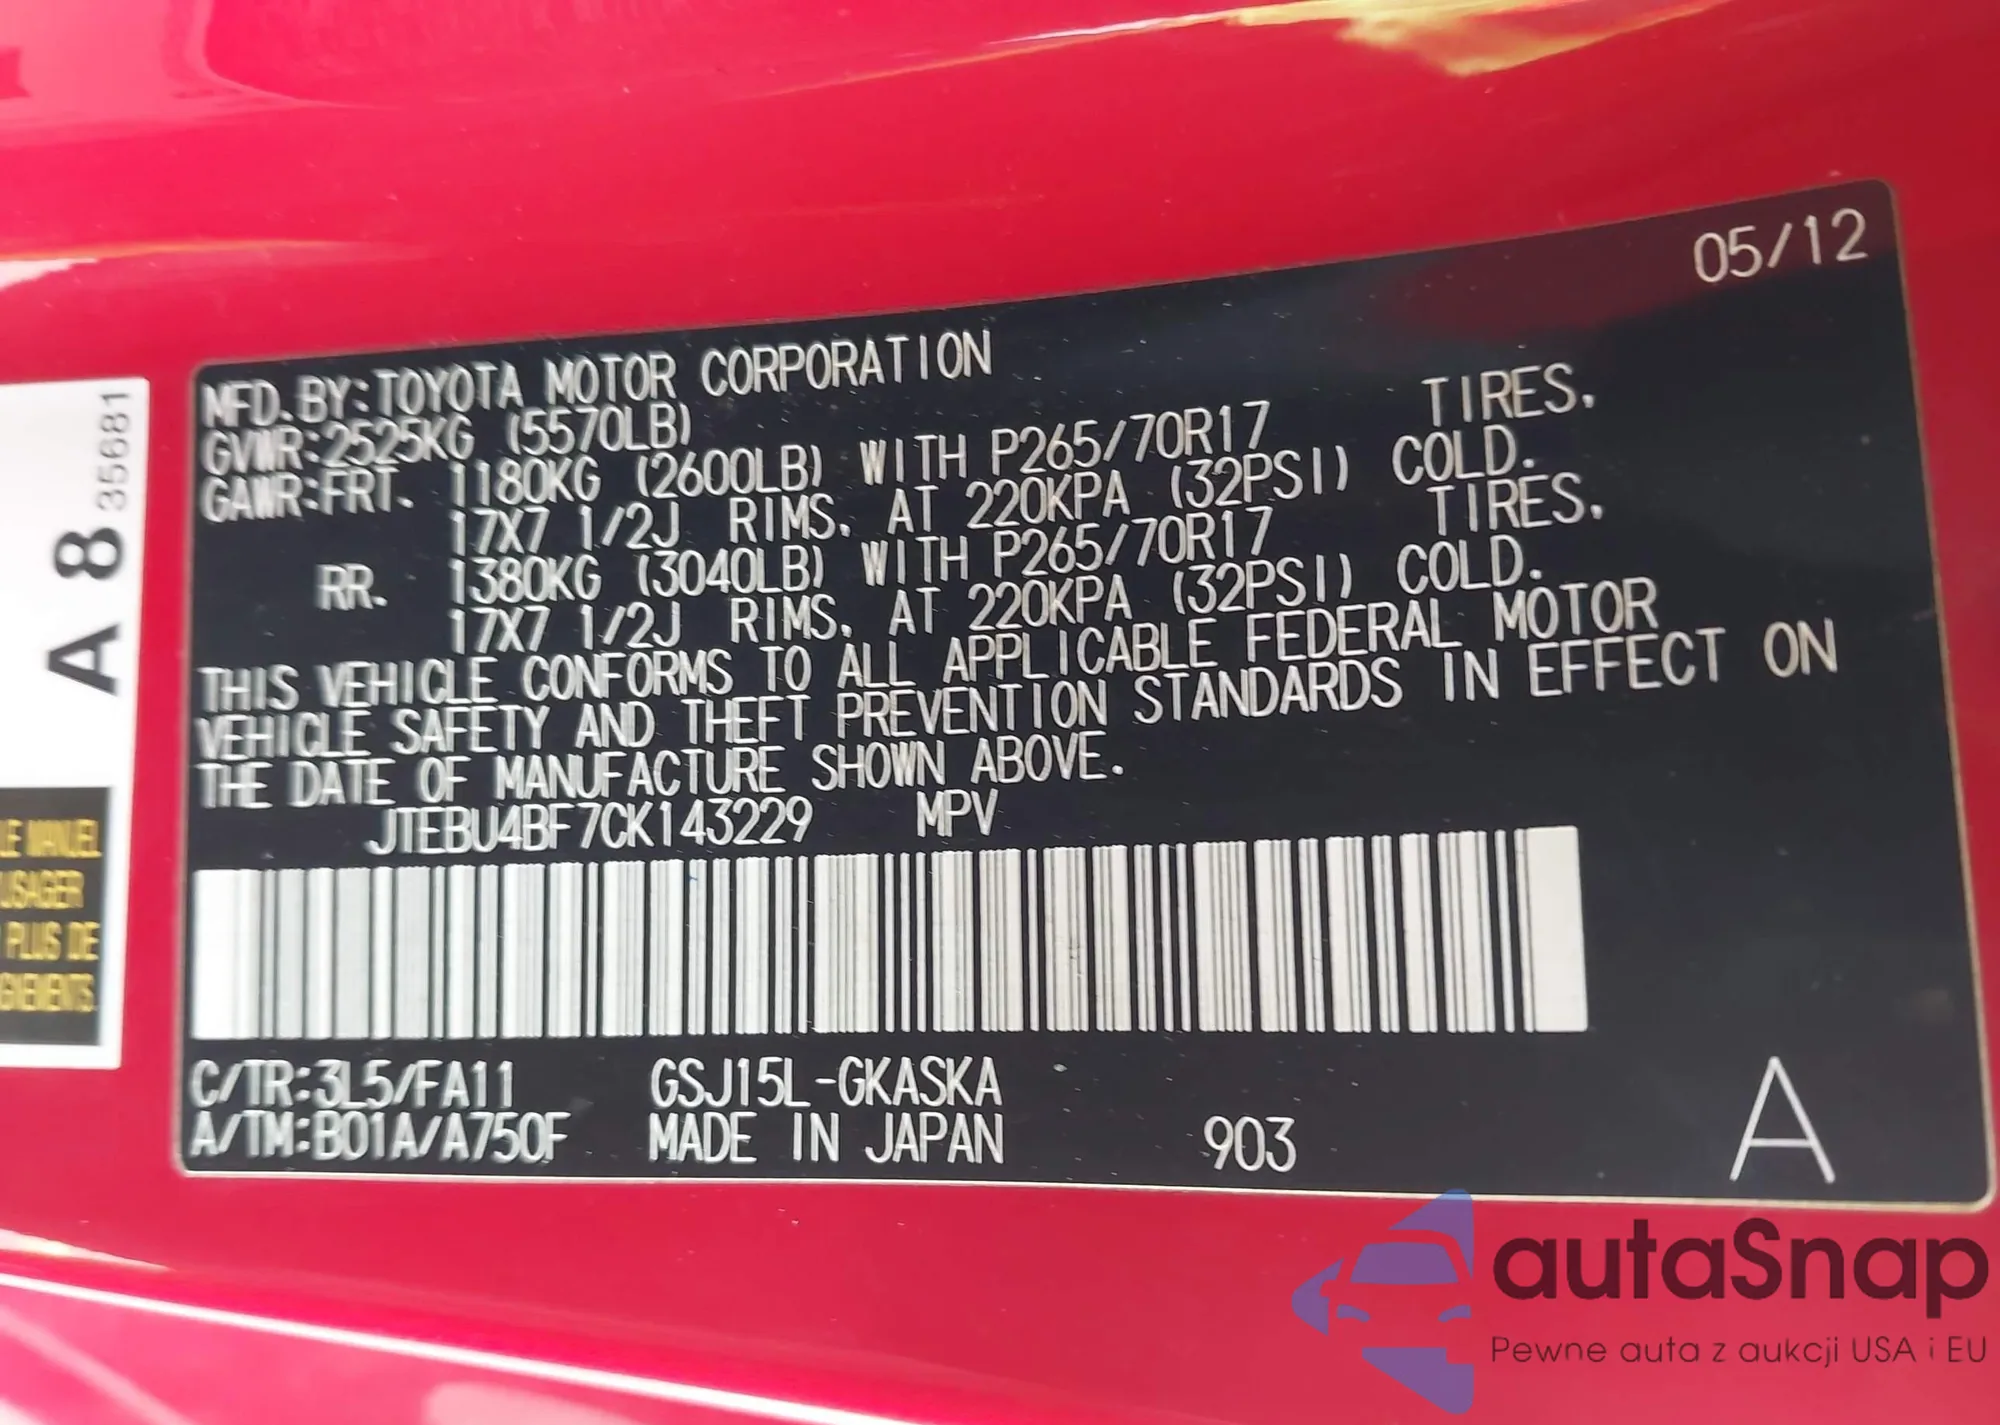 05/12
MFD. BY: TOYOTA MOTOR CORPORATION
GVWR: 2525KG (5570LB)
GAWR: FRT. 1180KG (2600LB) WITH P265/70R17 TIRES,
17X7 1/2J RIMS, AT 220KPA (32PSI) COLD.
RR. 1380KG (3040LB) WITH P265/70R17 TIRES,
17X7 1/2J RIMS, AT 220KPA (32PSI) COLD.
THIS VEHICLE CONFORMS TO ALL APPLICABLE FEDERAL MOTOR
VEHICLE SAFETY AND THEFT PREVENTION STANDARDS IN EFFECT ON
THE DATE OF MANUFACTURE SHOWN ABOVE.
JTEBU4BF7CK143229 MPV
C/TR: 3L5/FA11 GSJ15L-GKASKA
A/TM: B01A/A750F MADE IN JAPAN 903 A
A 8 35681
LE MANUEL
USAGER
PLUS DE
autaSnap
Pewne auta z aukcji USA i EU